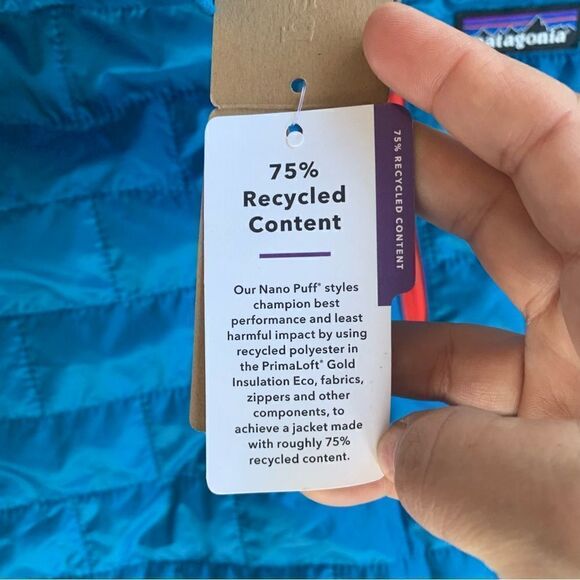 patagonia
75%
Recycled
Content
75% RECYCLED CONTENT
Our Nano Puff® styles
champion best
performance and least
harmful impact by using
recycled polyester in
the PrimaLoft® Gold
Insulation Eco, fabrics,
zippers and other
components, to
achieve a jacket made
with roughly 75%
recycled content.